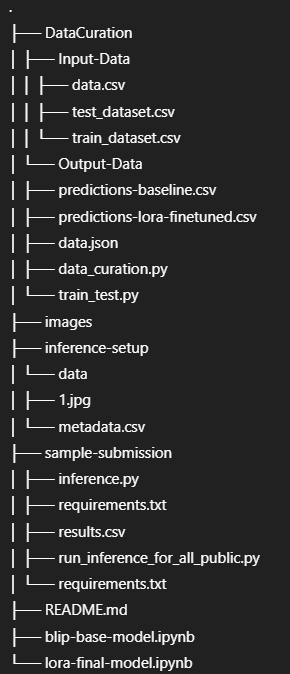 .
├── DataCuration
│ ├── Input-Data
│ │ ├── data.csv
│ │ ├── test_dataset.csv
│ │ └── train_dataset.csv
│ └── Output-Data
│ ├── predictions-baseline.csv
│ ├── predictions-lora-finetuned.csv
│ ├── data.json
│ ├── data_curation.py
│ └── train_test.py
├── images
├── inference-setup
│ └── data
│ ├── 1.jpg
│ └── metadata.csv
├── sample-submission
│ ├── inference.py
│ ├── requirements.txt
│ ├── results.csv
│ ├── run_inference_for_all_public.py
│ └── requirements.txt
├── README.md
├── blip-base-model.ipynb
└── lora-final-model.ipynb